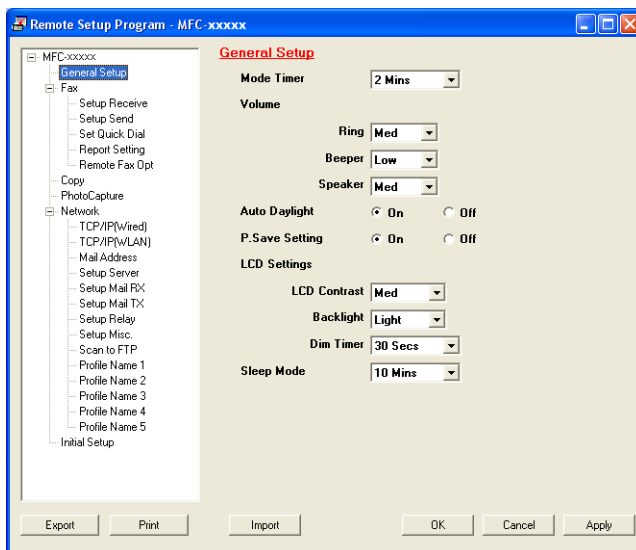 Remote Setup Program - MFC-xxxxx
MFC-xxxxx
General Setup
Fax
Setup Receive
Setup Send
Set Quick Dial
Report Setting
Remote Fax Opt
Copy
PhotoCapture
Network
TCP/IP(Wired)
TCP/IP(WLAN)
Mail Address
Setup Server
Setup Mail RX
Setup Mail TX
Setup Relay
Setup Misc.
Scan to FTP
Profile Name 1
Profile Name 2
Profile Name 3
Profile Name 4
Profile Name 5
Initial Setup
General Setup
Mode Timer 2 Mins
Volume
Ring Med
Beeper Low
Speaker Med
Auto Daylight On Off
P.Save Setting On Off
LCD Settings
LCD Contrast Med
Backlight Light
Dim Timer 30 Secs
Sleep Mode 10 Mins
Export Print Import OK Cancel Apply